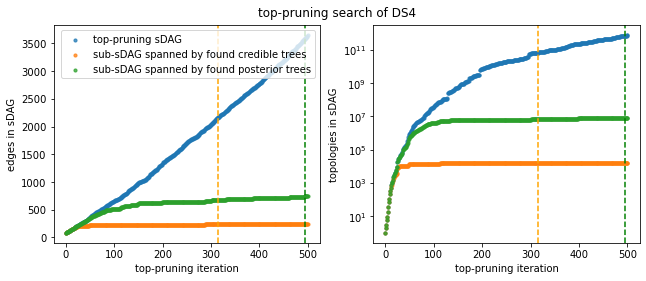 top-pruning search of DS4
edges in sDAG
3500
3000
2500
2000
1500
1000
500
0
top-pruning sDAG
sub-sDAG spanned by found credible trees
sub-sDAG spanned by found posterior trees
0 100 200 300 400 500
top-pruning iteration
topologies in sDAG
10^11
10^9
10^7
10^5
10^3
10^1
0 100 200 300 400 500
top-pruning iteration